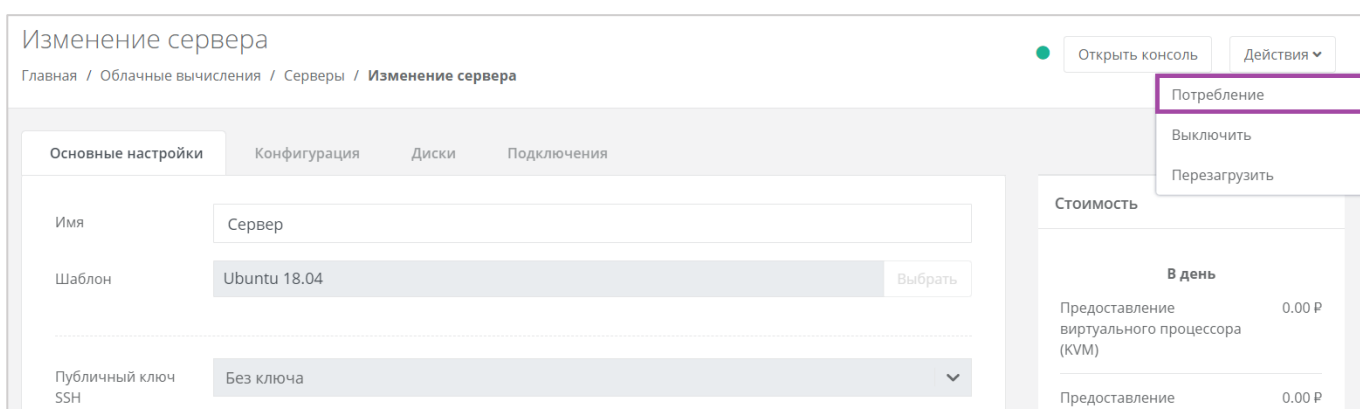 Изменение сервера
Главная / Облачные вычисления / Серверы / Изменение сервера
Открыть консоль
Действия
Потребление
Выключить
Перезагрузить
Основные настройки
Конфигурация
Диски
Подключения
Имя
Сервер
Шаблон
Ubuntu 18.04
Выбрать
Публичный ключ
SSH
Без ключа
Стоимость
В день
Предоставление
виртуального процессора
(KVM)
0.00 ₽
Предоставление
0.00 ₽